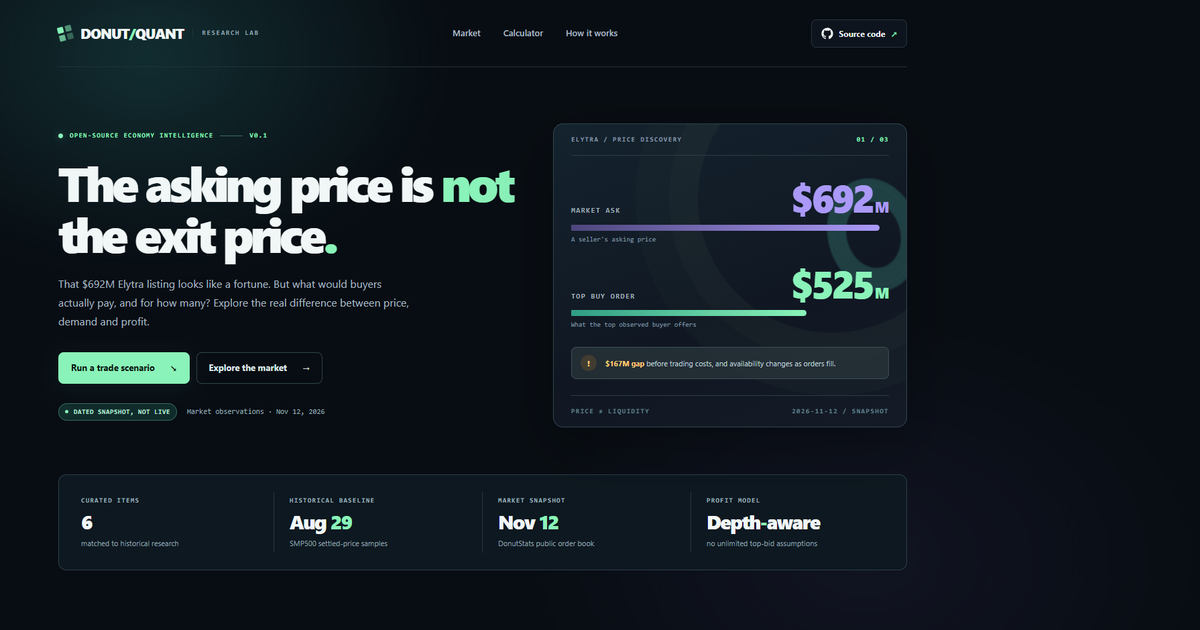 DONUT/QUANT
RESEARCH LAB
Market
Calculator
How it works
Source code ↗
OPEN-SOURCE ECONOMY INTELLIGENCE
V0.1
The asking price is not
the exit price.
That $692M Elytra listing looks like a fortune. But what would buyers
actually pay, and for how many? Explore the real difference between price,
demand and profit.
Run a trade scenario ↘
Explore the market →
DATED SNAPSHOT, NOT LIVE
Market observations · Nov 12, 2026
ELYTRA / PRICE DISCOVERY
01 / 03
MARKET ASK
$692M
A seller's asking price
TOP BUY ORDER
$525M
What the top observed buyer offers
! $167M gap before trading costs, and availability changes as orders fill.
PRICE ≠ LIQUIDITY
2026-11-12 / SNAPSHOT
CURATED ITEMS
6
matched to historical research
HISTORICAL BASELINE
Aug 29
SMP500 settled-price samples
MARKET SNAPSHOT
Nov 12
DonutStats public order book
PROFIT MODEL
Depth-aware
no unlimited top-bid assumptions